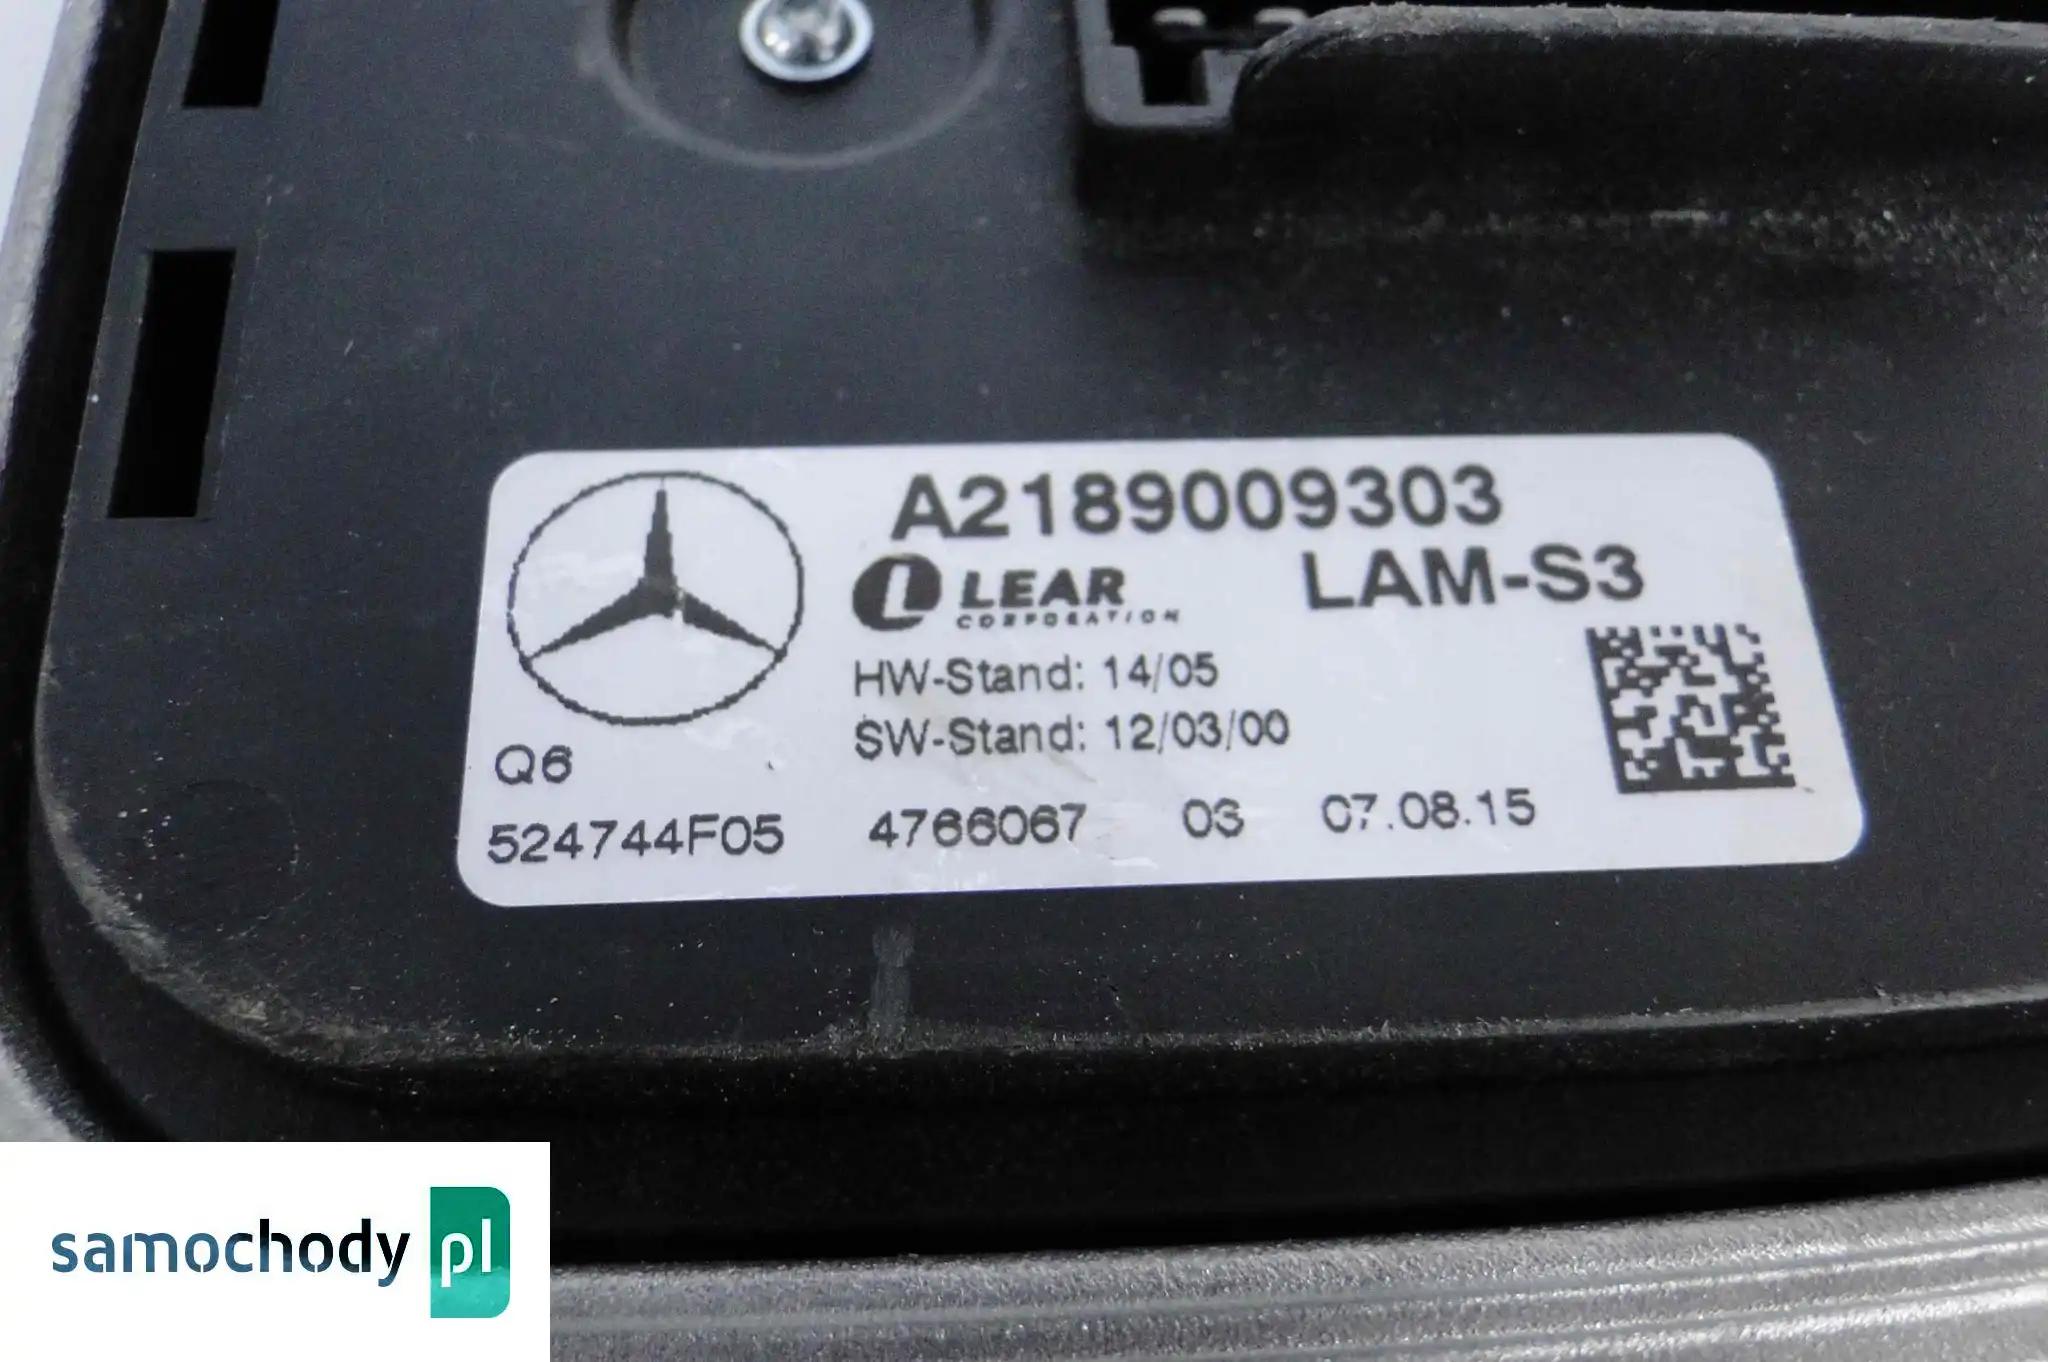 A2189009303
LEAR LAM-S3
CORPORATION
HW-Stand: 14/05
SW-Stand: 12/03/00
Q6
524744F05 4766067 03 07.08.15
samochody pl